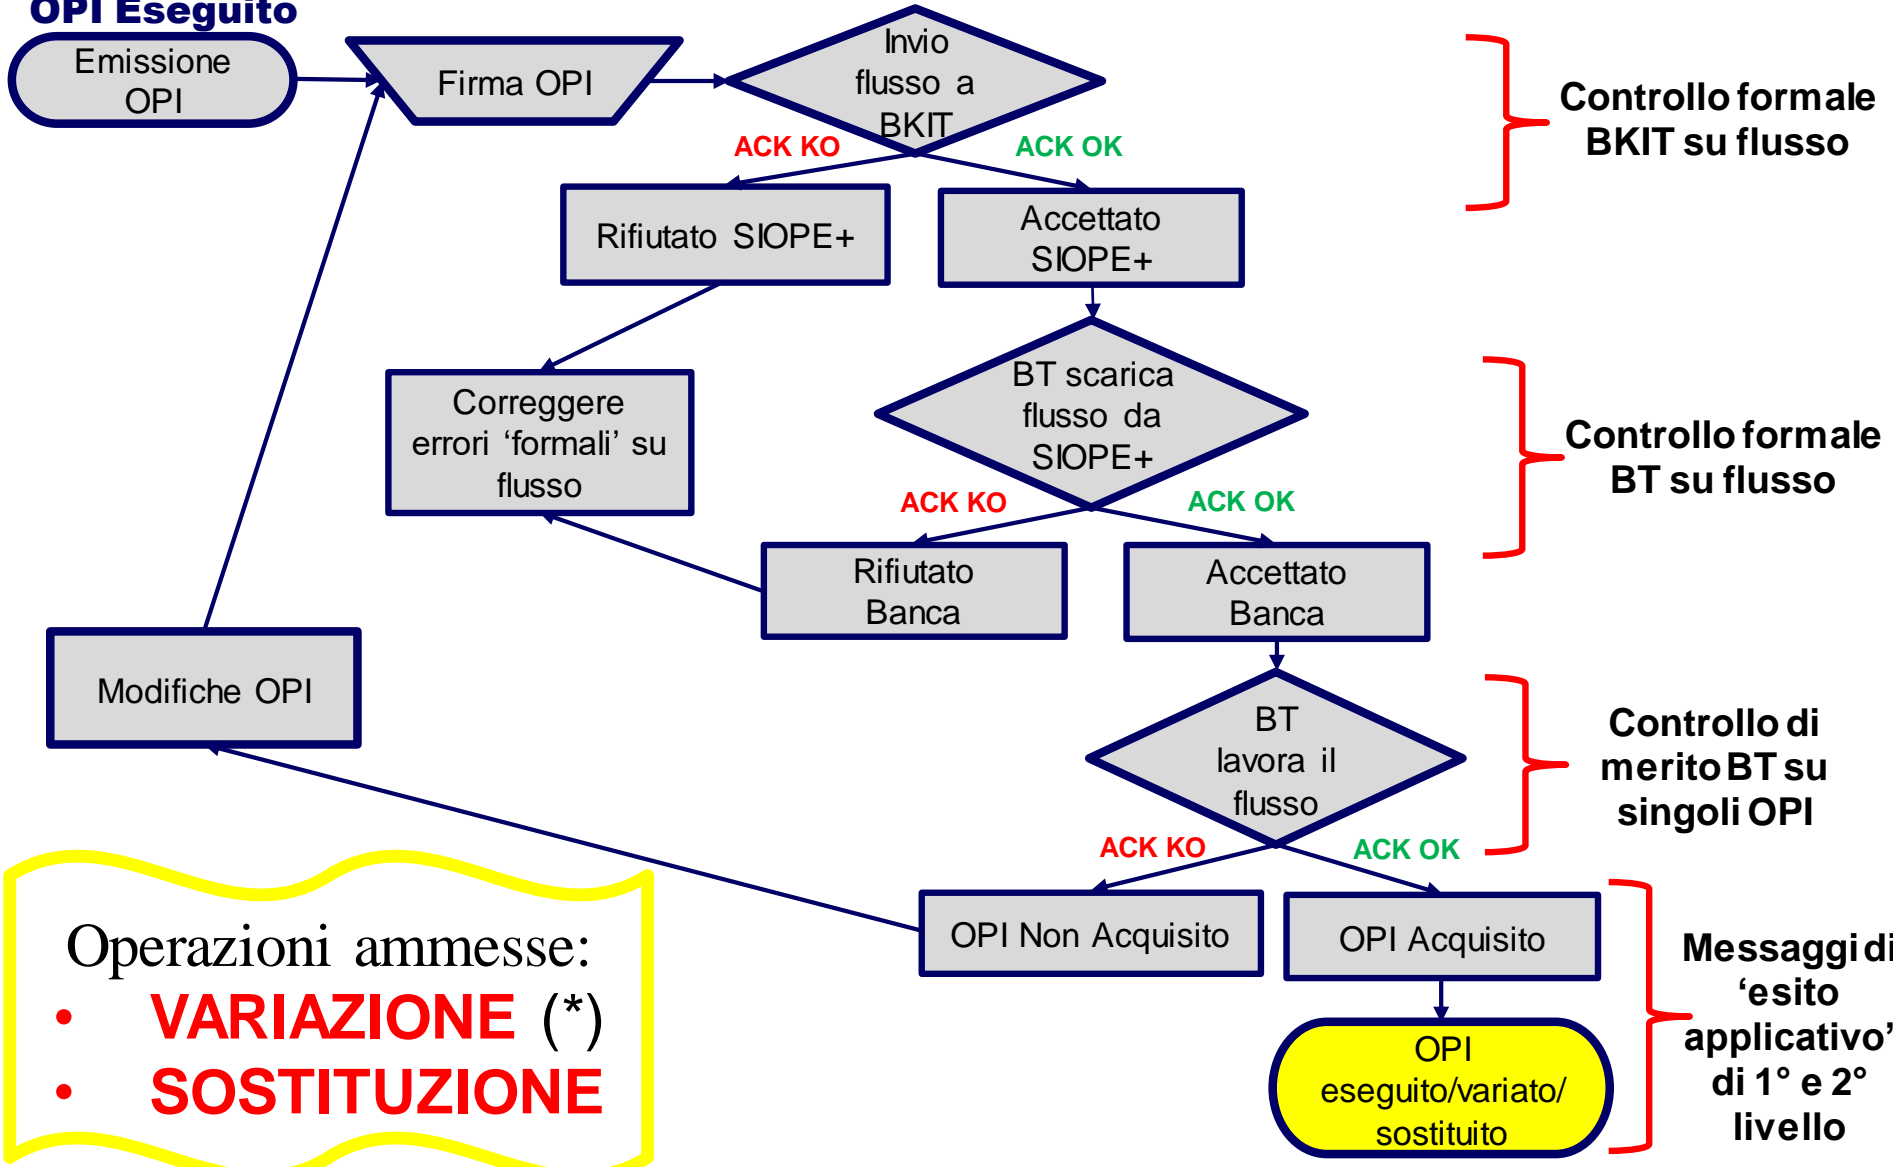 OPI Eseguito
Emissione
OPI
Firma OPI
Invio
flusso a
BKIT
Controllo formale
BKIT su flusso
ACK KO
ACK OK
Rifiutato SIOPE+
Accettato
SIOPE+
BT scarica
flusso da
SIOPE+
Correggere
errori ‘formali’ su
flusso
Controllo formale
BT su flusso
ACK KO
ACK OK
Rifiutato
Banca
Accettato
Banca
Modifiche OPI
BT
lavora il
flusso
Controllo di
merito BT su
singoli OPI
ACK KO
ACK OK
OPI Non Acquisito
OPI Acquisito
Messaggi di
‘esito
applicativo’
di 1° e 2°
livello
Operazioni ammesse:
• VARIAZIONE (*)
• SOSTITUZIONE
OPI
eseguito/variato/
sostituito